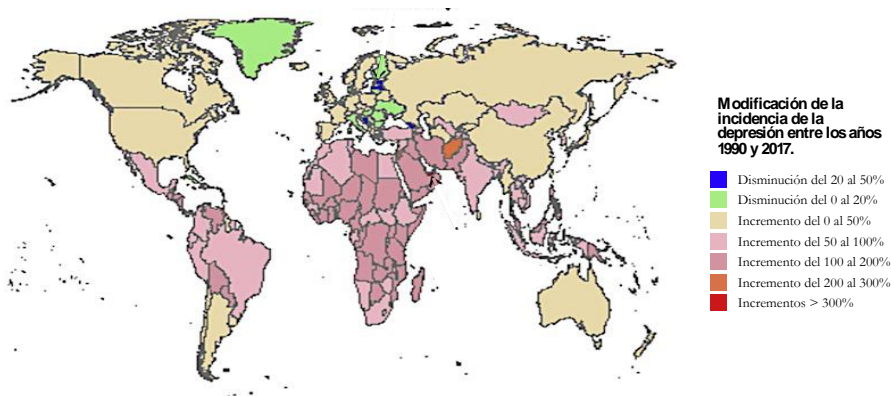 Modificación de la
incidencia de la
depresión entre los años
1990 y 2017.
Disminución del 20 al 50%
Disminución del 0 al 20%
Incremento del 0 al 50%
Incremento del 50 al 100%
Incremento del 100 al 200%
Incremento del 200 al 300%
Incrementos > 300%